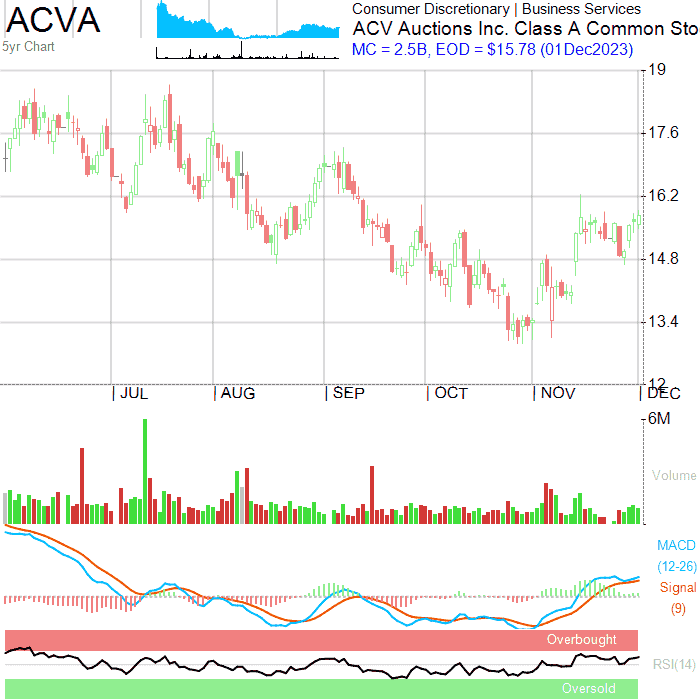 ACVA
5yr Chart
Consumer Discretionary | Business Services
ACV Auctions Inc. Class A Common Sto
MC = 2.5B, EOD = $15.78 (01Dec2023)
19
17.6
16.2
14.8
13.4
12
JUL
AUG
SEP
OCT
NOV
DEC
6M
Volume
MACD
(12-26)
Signal
(9)
Overbought
RSI(14)
Oversold